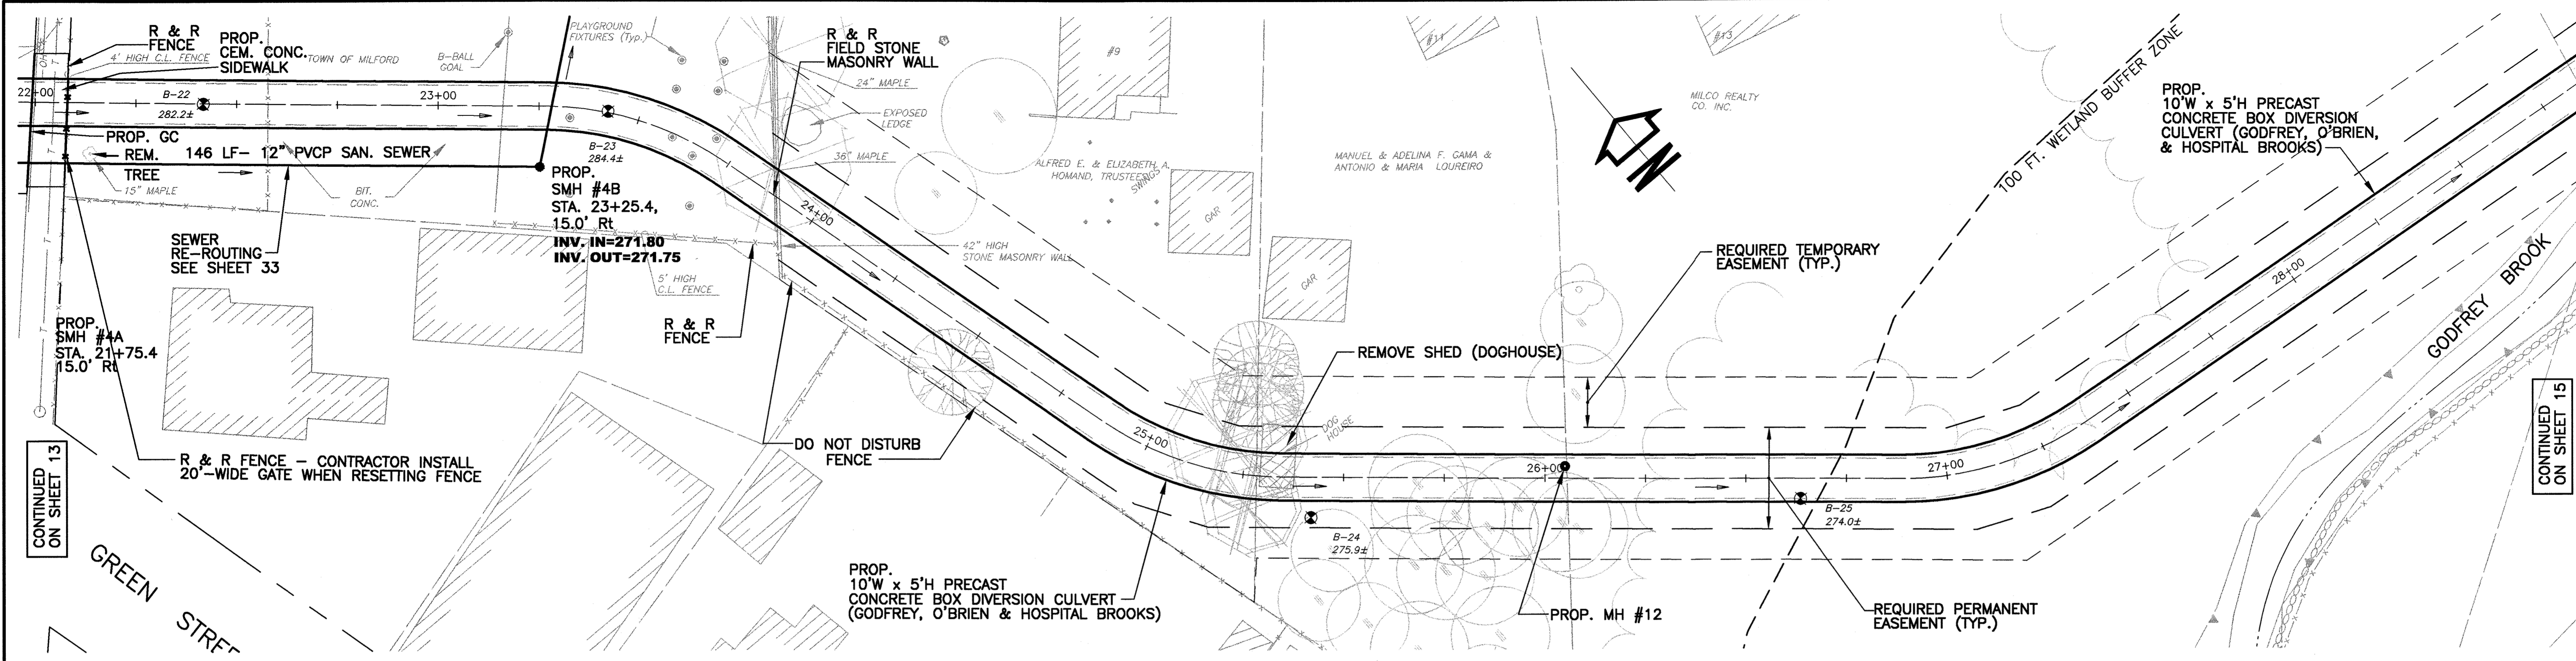 R & R
FENCE
4' HIGH C.L. FENCE
PROP.
CEM. CONC.
SIDEWALK
TOWN OF MILFORD
B-BALL
GOAL
PLAYGROUND
FIXTURES (Typ.)
R & R
FIELD STONE
MASONRY WALL
24" MAPLE
EXPOSED
LEDGE
36" MAPLE
#9
#11
#13
MILCO REALTY
CO. INC.
N
100 FT. WETLAND BUFFER ZONE
PROP.
10'W x 5'H PRECAST
CONCRETE BOX DIVERSION
CULVERT (GODFREY, O'BRIEN,
& HOSPITAL BROOKS)
OHE
T
T
T
T
22+00
B-22
282.2±
23+00
B-23
284.4±
PROP. GC
REM.
TREE
15" MAPLE
146 LF- 12" PVCP SAN. SEWER
BIT.
CONC.
PROP.
SMH #4B
STA. 23+25.4,
15.0' Rt
INV. IN=271.80
INV. OUT=271.75
5' HIGH
C.L. FENCE
24+00
42" HIGH
STONE MASONRY WALL
ALFRED E. & ELIZABETH A.
HOMAND, TRUSTEES
SWINGS
GAR
GAR
MANUEL & ADELINA F. GAMA &
ANTONIO & MARIA LOUREIRO
SEWER
RE-ROUTING
SEE SHEET 33
PROP.
SMH #4A
STA. 21+75.4
15.0' Rt
R & R
FENCE
REQUIRED TEMPORARY
EASEMENT (TYP.)
REMOVE SHED (DOGHOUSE)
DOG
HOUSE
DO NOT DISTURB
FENCE
R & R FENCE - CONTRACTOR INSTALL
20'-WIDE GATE WHEN RESETTING FENCE
CONTINUED
ON SHEET 13
GREEN
25+00
26+00
27+00
28+00
GODFREY BROOK
CONTINUED
ON SHEET 15
B-24
275.9±
B-25
274.0±
PROP.
10'W x 5'H PRECAST
CONCRETE BOX DIVERSION CULVERT
(GODFREY, O'BRIEN & HOSPITAL BROOKS)
PROP. MH #12
REQUIRED PERMANENT
EASEMENT (TYP.)